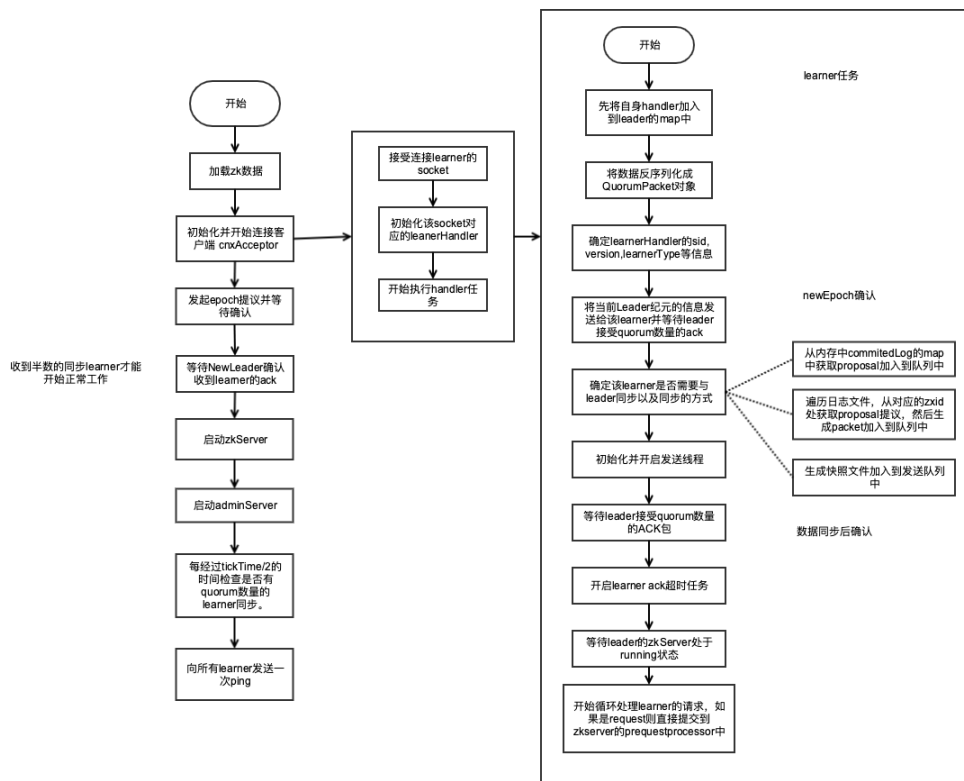 开始
加载zk数据
初始化并开始连接客
户端 cnxAcceptor
发起epoch提议并等
待确认
收到半数的同步learner才能
开始正常工作
等待NewLeader确认
收到learner的ack
启动zkServer
启动adminServer
每经过tickTime/2的
时间检查是否有
quorum数量的
learner同步。
向所有learner发送一
次ping
接受连接learner的
socket
初始化该socket对
应的leanerHandler
开始执行handler任
务
开始
learner任务
先将自身handler加入
到leader的map中
将数据反序列化成
QuorumPacket对象
确定learnerHandler的sid,
version,learnerType等信息
newEpoch确认
将当前Leader纪元的信息发
送给该learner并等待leader
接受quorum数量的ack
确定该learner是否需要与
leader同步以及同步的方式
从内存中commitedLog的map
中获取proposal加入到队列中
遍历日志文件，从对应的zxid
处获取proposal提议，然后生
成packet加入到队列中
生成快照文件加入到发送队列
中
初始化并开启发送线程
等待leader接受quorum数量
的ACK包
数据同步后确认
开启learner ack超时任务
等待leader的zkServer处于
running状态
开始循环处理learner的请求，如
果是request则直接提交到
zkserver的prequestprocessor中